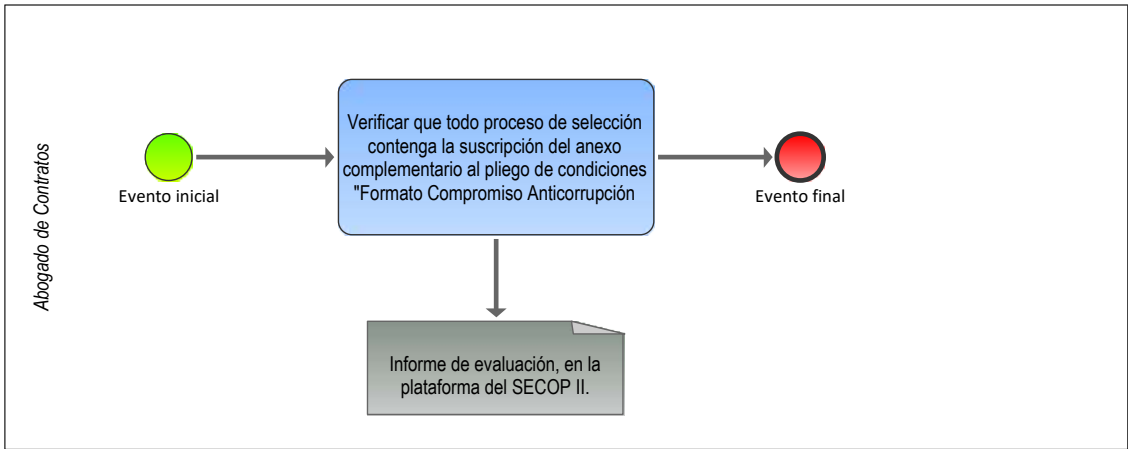 Abogado de Contratos
Evento inicial
Verificar que todo proceso de selección
contenga la suscripción del anexo
complementario al pliego de condiciones
"Formato Compromiso Anticorrupción
Evento final
Informe de evaluación, en la
plataforma del SECOP II.